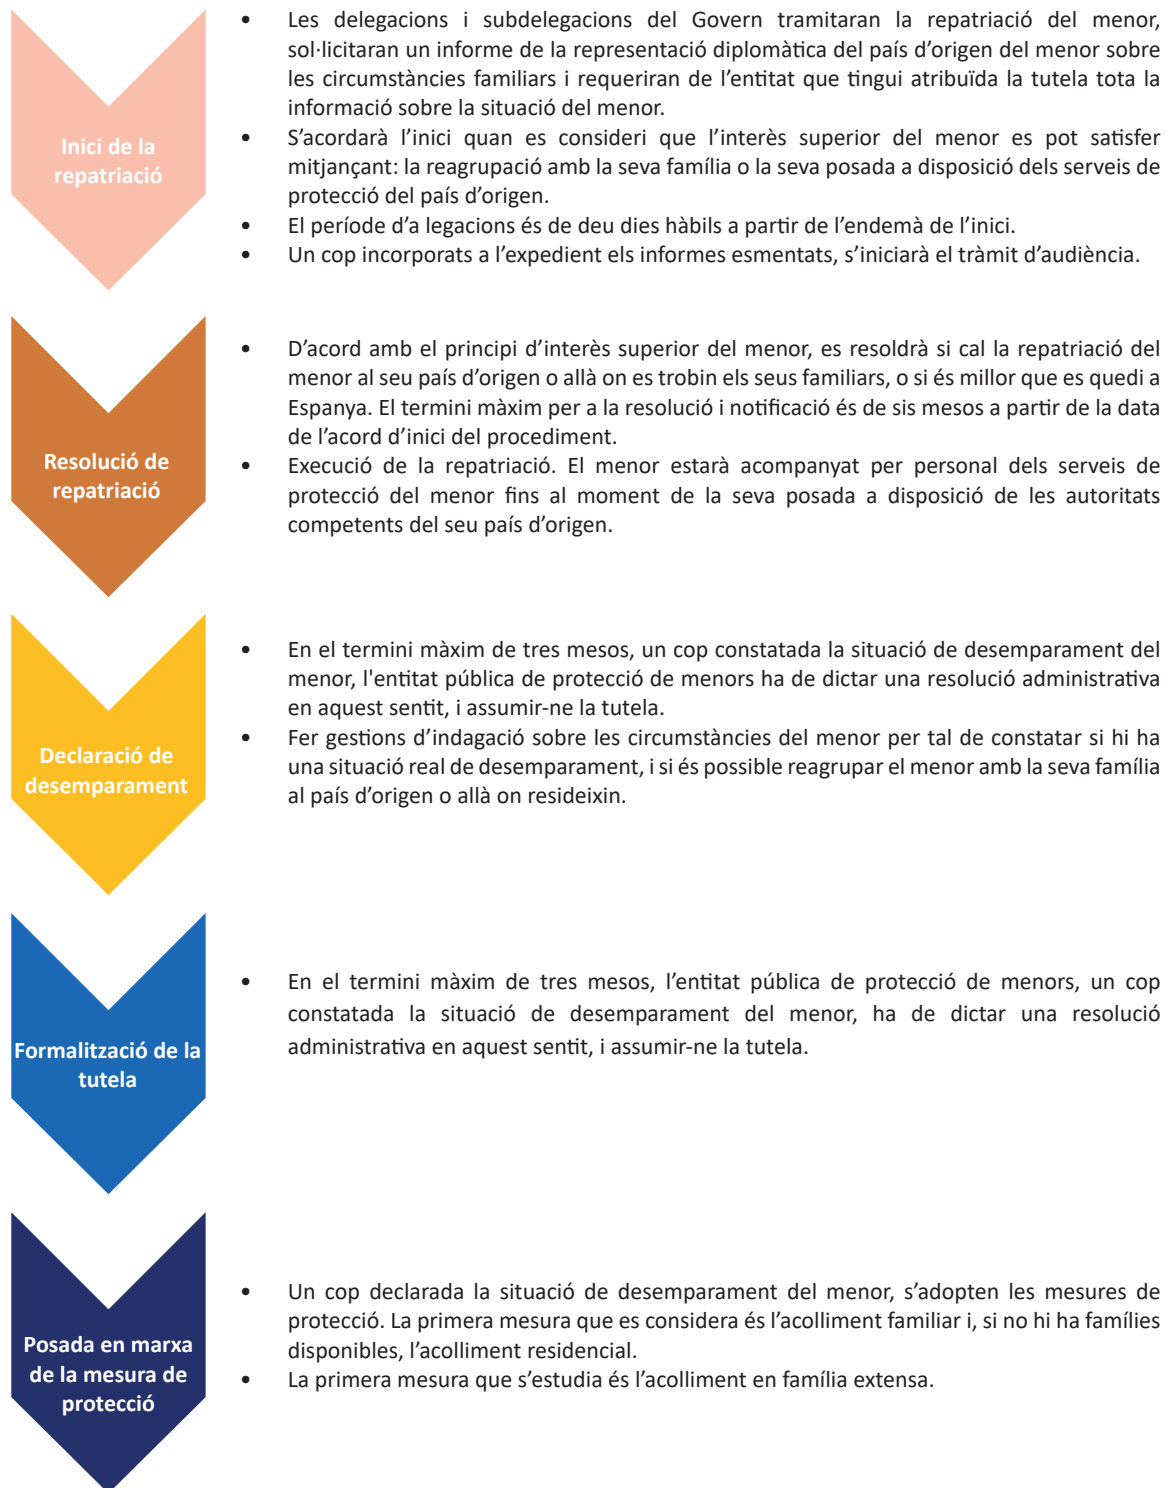 Inici de la
repatriació
• Les delegacions i subdelegacions del Govern tramitaran la repatriació del menor,
sol·licitaran un informe de la representació diplomàtica del país d’origen del menor sobre
les circumstàncies familiars i requeriran de l’entitat que tingui atribuïda la tutela tota la
informació sobre la situació del menor.
• S’acordarà l’inici quan es consideri que l’interès superior del menor es pot satisfer
mitjançant: la reagrupació amb la seva família o la seva posada a disposició dels serveis de
protecció del país d’origen.
• El període d’a legacions és de deu dies hàbils a partir de l’endemà de l’inici.
• Un cop incorporats a l’expedient els informes esmentats, s’iniciarà el tràmit d’audiència.
Resolució de
repatriació
• D’acord amb el principi d’interès superior del menor, es resoldrà si cal la repatriació del
menor al seu país d’origen o allà on es trobin els seus familiars, o si és millor que es quedi a
Espanya. El termini màxim per a la resolució i notificació és de sis mesos a partir de la data
de l’acord d’inici del procediment.
• Execució de la repatriació. El menor estarà acompanyat per personal dels serveis de
protecció del menor fins al moment de la seva posada a disposició de les autoritats
competents del seu país d’origen.
Declaració de
desemparament
• En el termini màxim de tres mesos, un cop constatada la situació de desemparament del
menor, l'entitat pública de protecció de menors ha de dictar una resolució administrativa
en aquest sentit, i assumir-ne la tutela.
• Fer gestions d’indagació sobre les circumstàncies del menor per tal de constatar si hi ha
una situació real de desemparament, i si és possible reagrupar el menor amb la seva família
al país d’origen o allà on resideixin.
Formalització de la
tutela
• En el termini màxim de tres mesos, l’entitat pública de protecció de menors, un cop
constatada la situació de desemparament del menor, ha de dictar una resolució
administrativa en aquest sentit, i assumir-ne la tutela.
Posada en marxa
de la mesura de
protecció
• Un cop declarada la situació de desemparament del menor, s’adopten les mesures de
protecció. La primera mesura que es considera és l’acolliment familiar i, si no hi ha famílies
disponibles, l’acolliment residencial.
• La primera mesura que s’estudia és l’acolliment en família extensa.